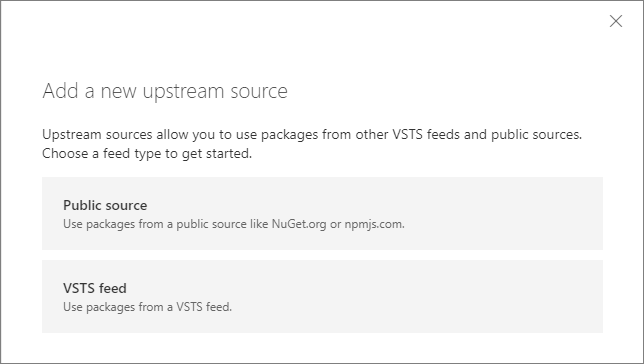 Add a new upstream source
Upstream sources allow you to use packages from other VSTS feeds and public sources.
Choose a feed type to get started.
Public source
Use packages from a public source like NuGet.org or npmjs.com.
VSTS feed
Use packages from a VSTS feed.